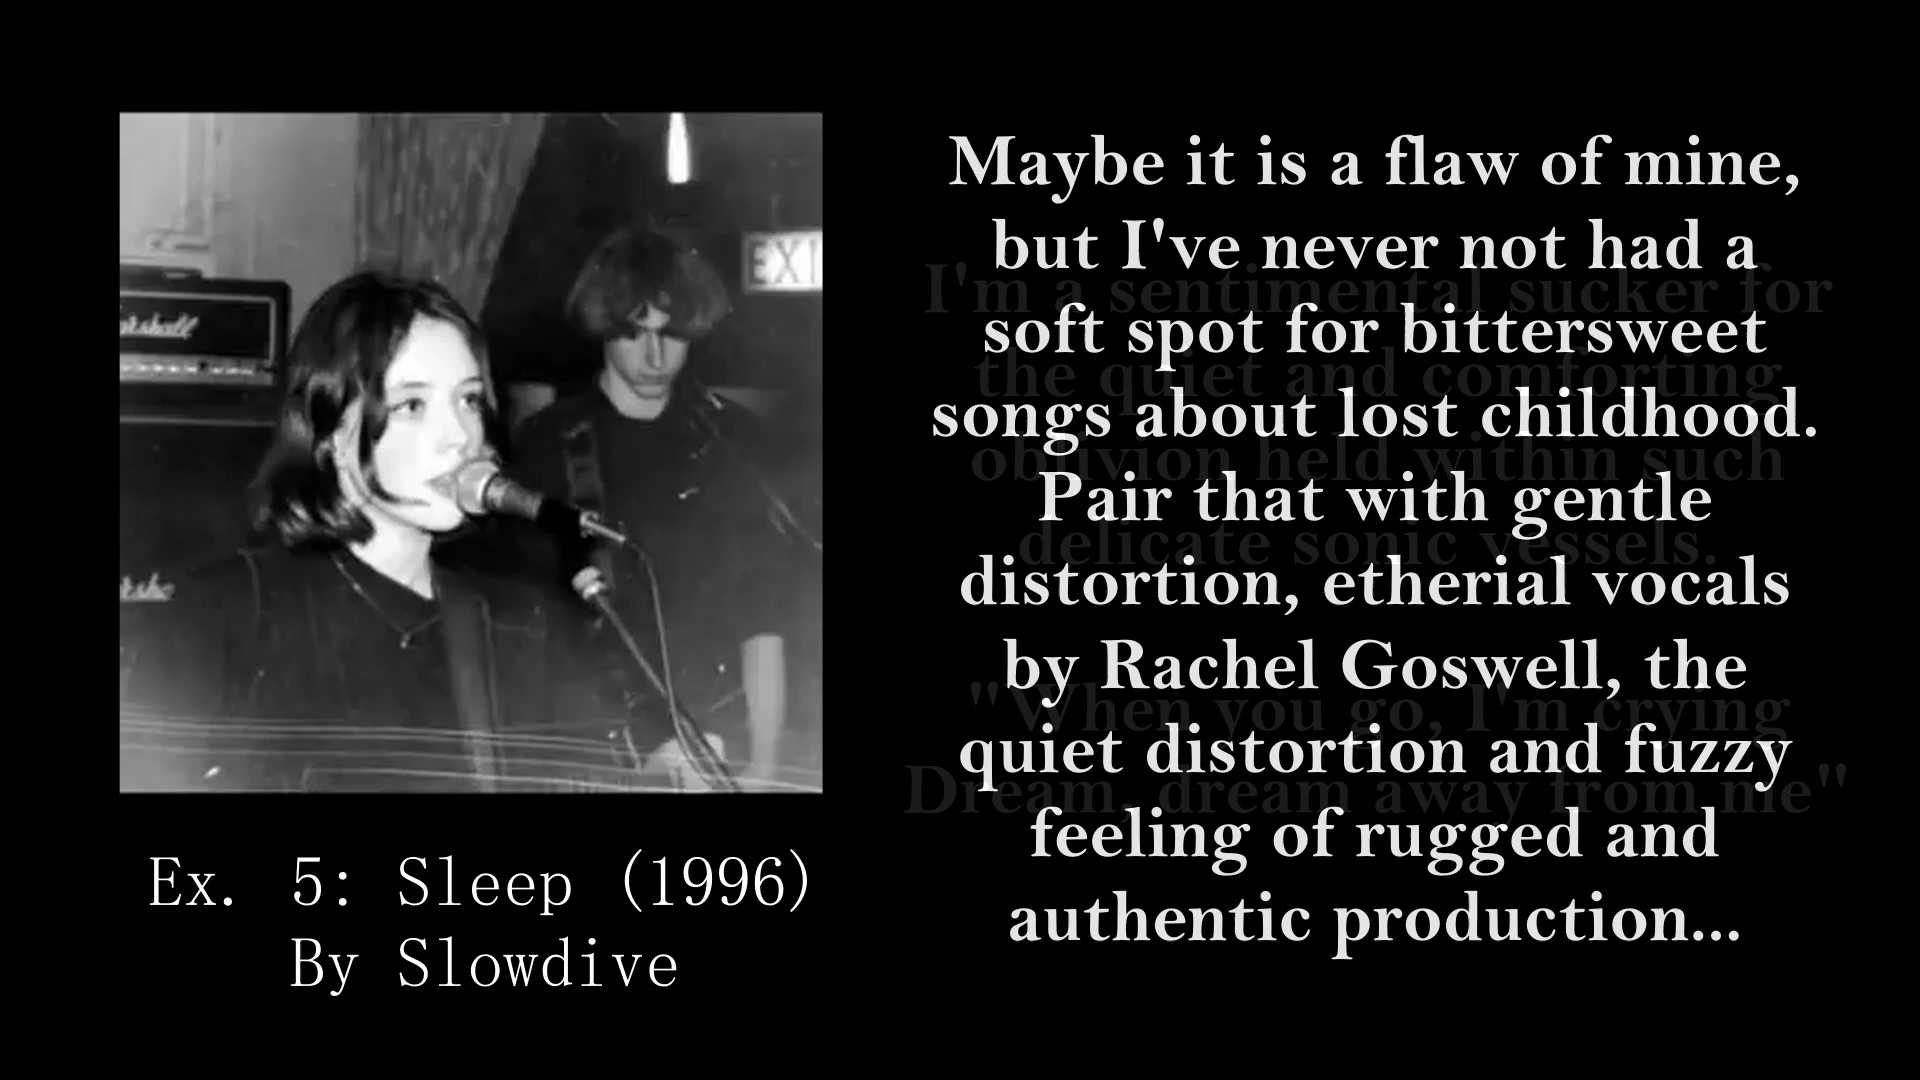 Maybe it is a flaw of mine,
but I've never not had a
soft spot for bittersweet
songs about lost childhood.
Pair that with gentle
distortion, etherial vocals
by Rachel Goswell, the
quiet distortion and fuzzy
feeling of rugged and
authentic production...
I'm a sentimental sucker for
the quiet and comforting
oblivion held within such
delicate sonic vessels.
"When you go, I'm crying
Dream, dream away from me"
EXI
Marshall
Ex. 5: Sleep (1996)
By Slowdive